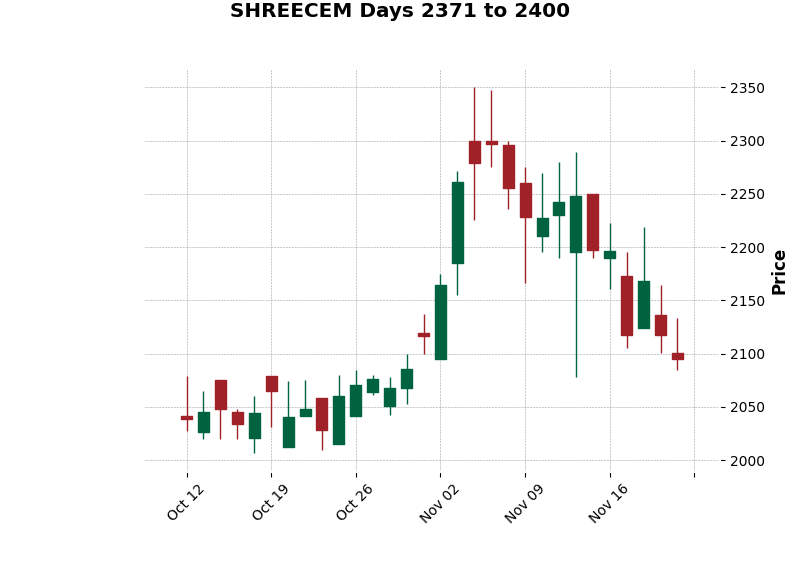 SHREECEM Days 2371 to 2400
2350
2300
2250
2200
2150
2100
2050
2000
Price
Oct 12
Oct 19
Oct 26
Nov 02
Nov 09
Nov 16